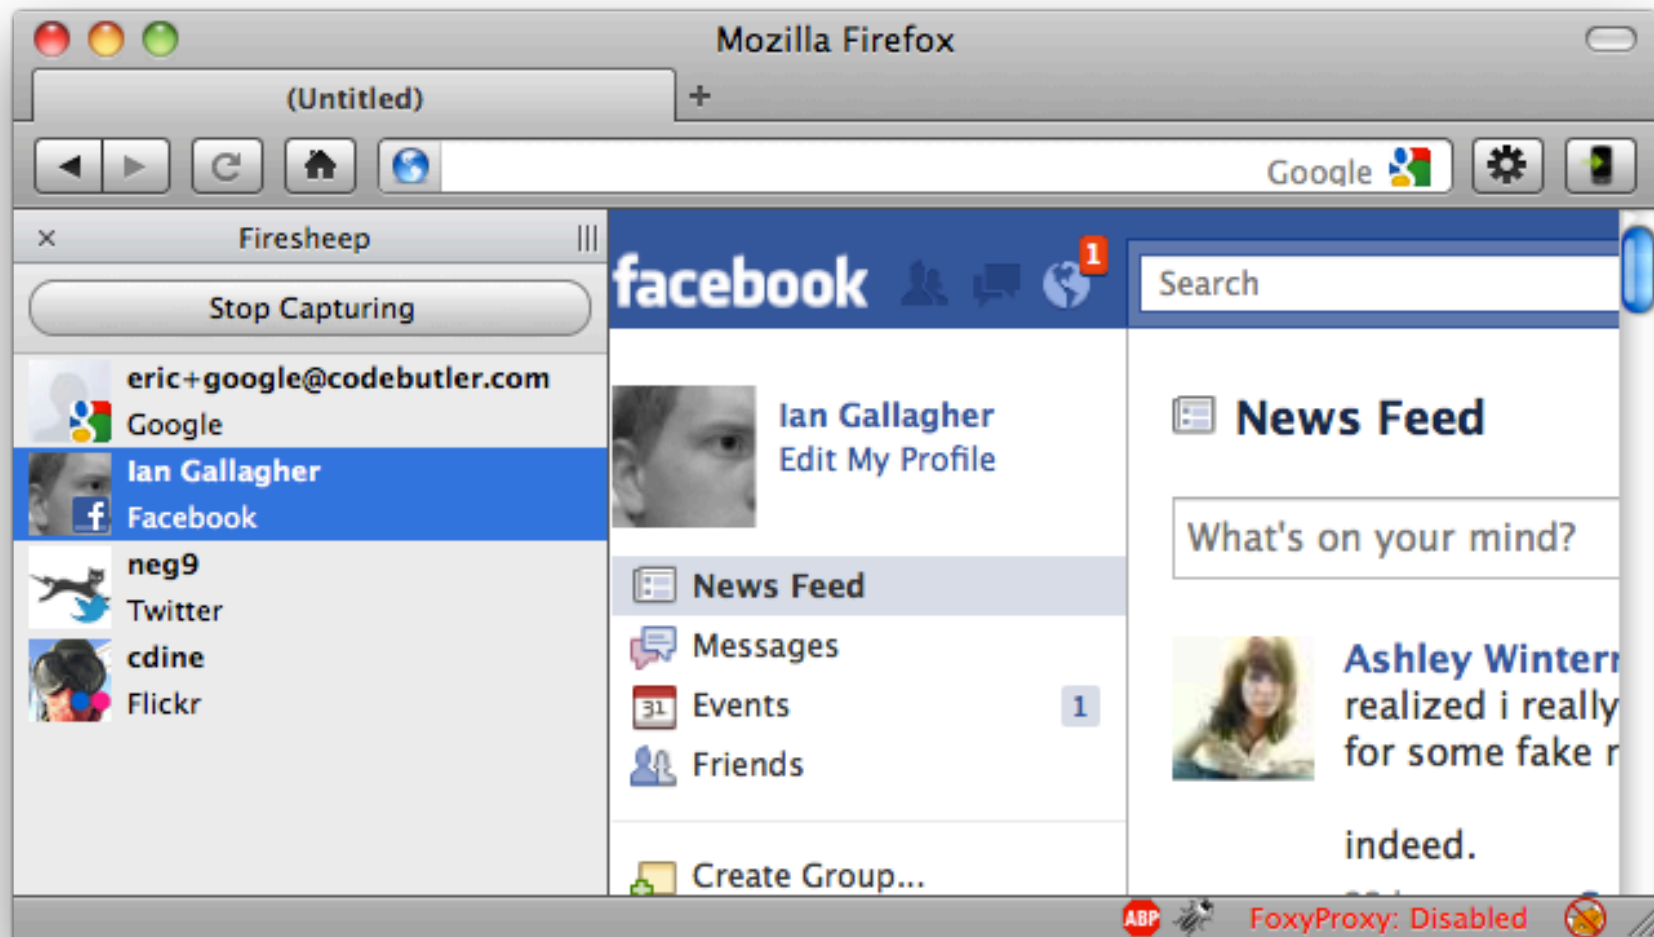 Mozilla Firefox
(Untitled)
+
Google
Firesheep
Stop Capturing
eric+google@codebutler.com
Google
Ian Gallagher
Facebook
neg9
Twitter
cdine
Flickr
facebook
1
Search
Ian Gallagher
Edit My Profile
News Feed
Messages
31
Events
1
Friends
Create Group...
News Feed
What's on your mind?
Ashley
realized i really
for some fake
indeed.
ABP
FoxyProxy: Disabled